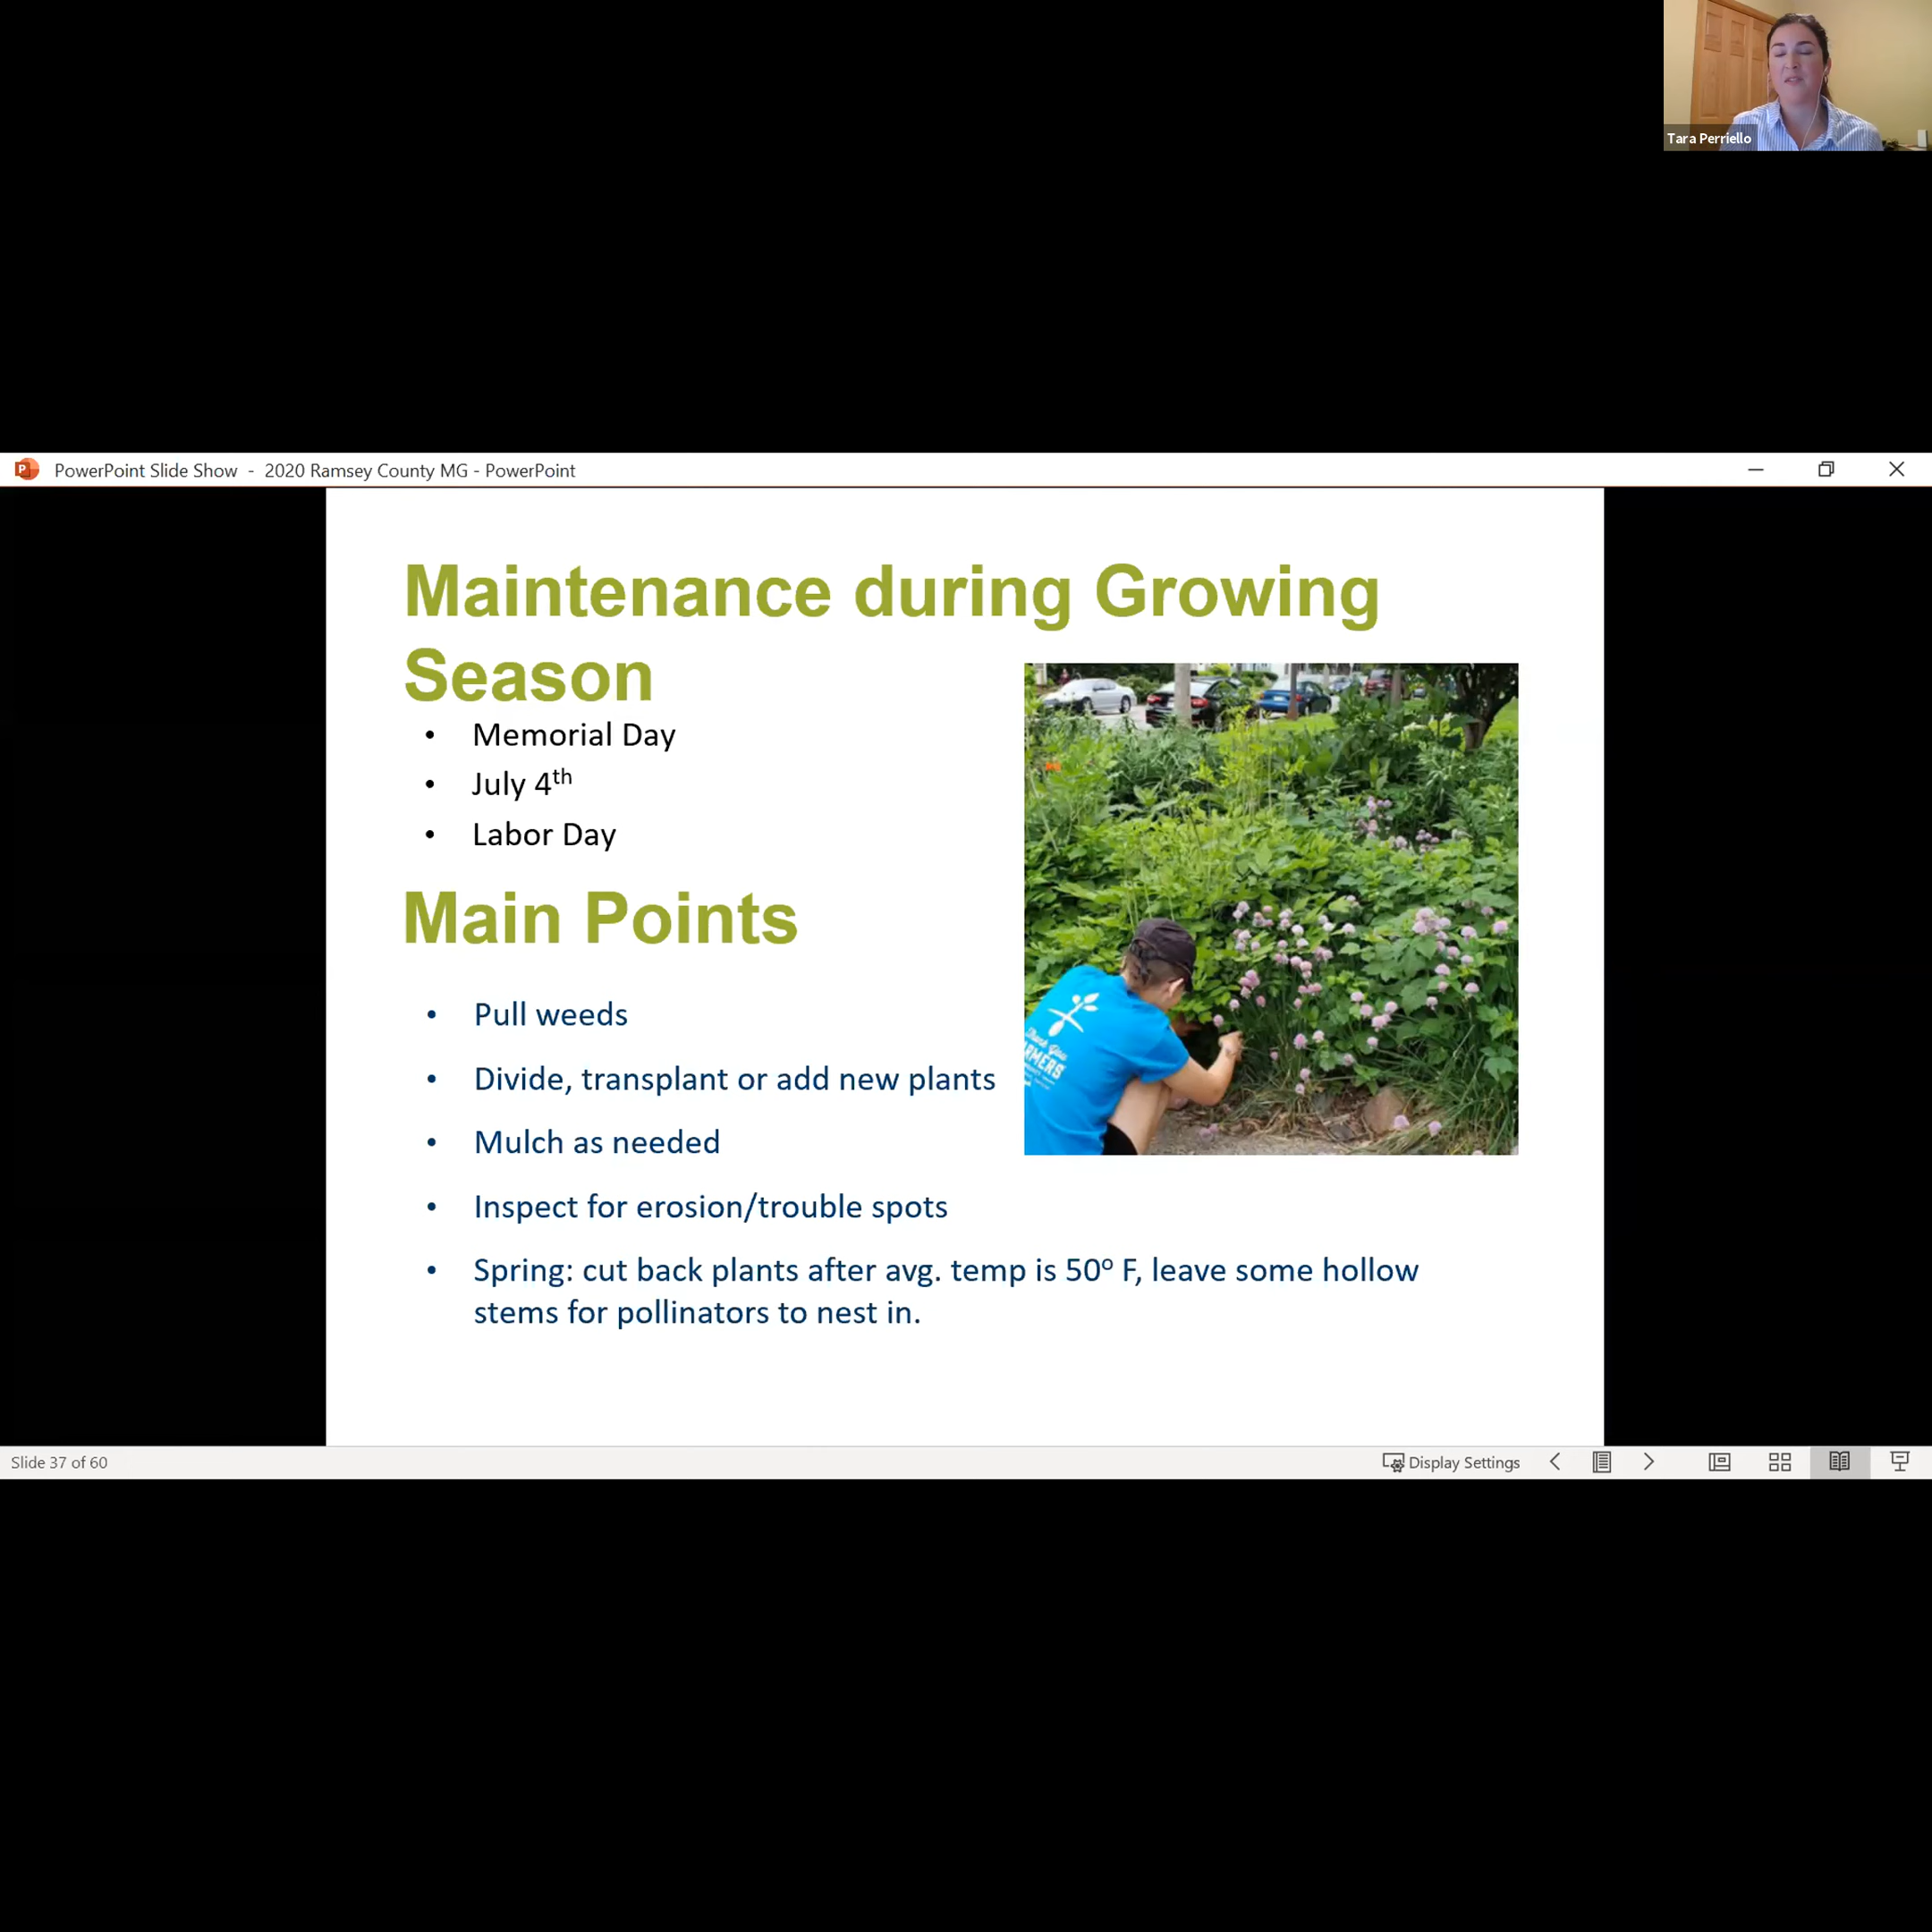 Tara Perriello
PowerPoint Slide Show - 2020 Ramsey County MG - PowerPoint
Maintenance during Growing
Season
• Memorial Day
• July 4th
• Labor Day
Main Points
• Pull weeds
• Divide, transplant or add new plants
• Mulch as needed
• Inspect for erosion/trouble spots
• Spring: cut back plants after avg. temp is 50º F, leave some hollow
stems for pollinators to nest in.
Slide 37 of 60
Display Settings